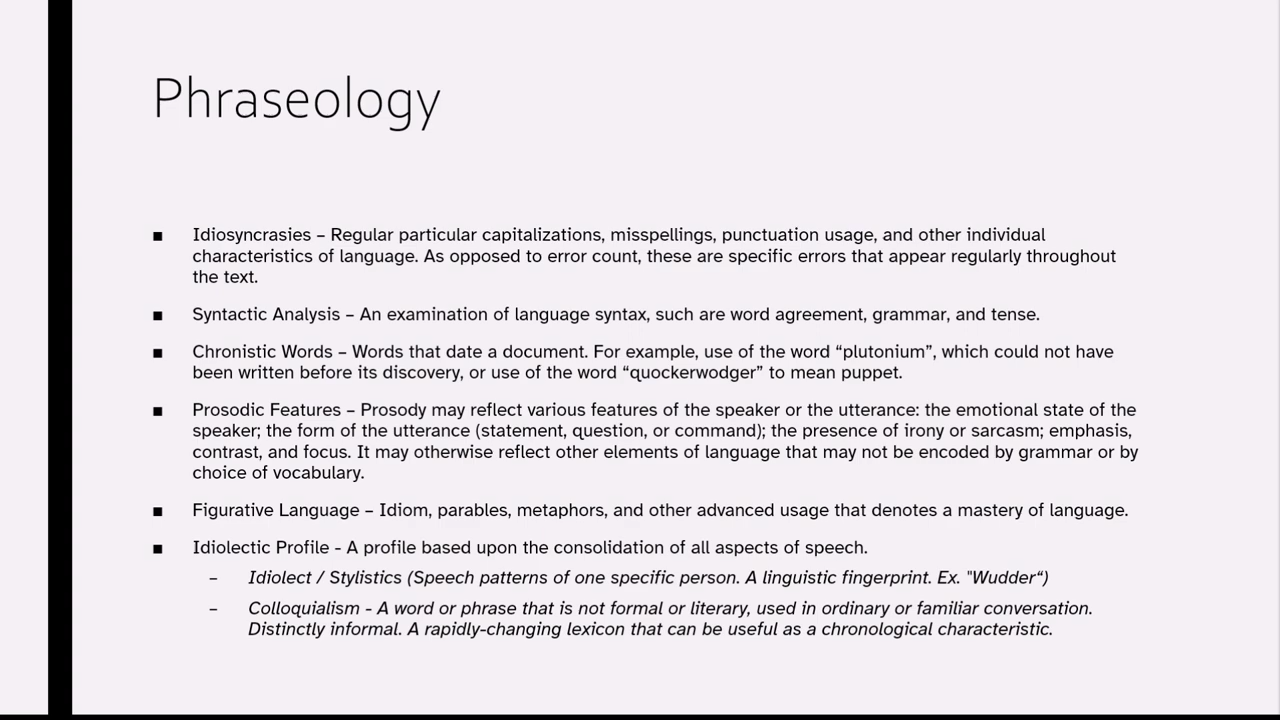 Phraseology
■ Idiosyncrasies – Regular particular capitalizations, misspellings, punctuation usage, and other individual
characteristics of language. As opposed to error count, these are specific errors that appear regularly throughout
the text.
■ Syntactic Analysis – An examination of language syntax, such are word agreement, grammar, and tense.
■ Chronistic Words – Words that date a document. For example, use of the word “plutonium”, which could not have
been written before its discovery, or use of the word “quockerwodger” to mean puppet.
■ Prosodic Features – Prosody may reflect various features of the speaker or the utterance: the emotional state of the
speaker; the form of the utterance (statement, question, or command); the presence of irony or sarcasm; emphasis,
contrast, and focus. It may otherwise reflect other elements of language that may not be encoded by grammar or by
choice of vocabulary.
■ Figurative Language – Idiom, parables, metaphors, and other advanced usage that denotes a mastery of language.
■ Idiolectic Profile - A profile based upon the consolidation of all aspects of speech.
– Idiolect / Stylistics (Speech patterns of one specific person. A linguistic fingerprint. Ex. "Wudder“)
– Colloquialism - A word or phrase that is not formal or literary, used in ordinary or familiar conversation.
Distinctly informal. A rapidly-changing lexicon that can be useful as a chronological characteristic.